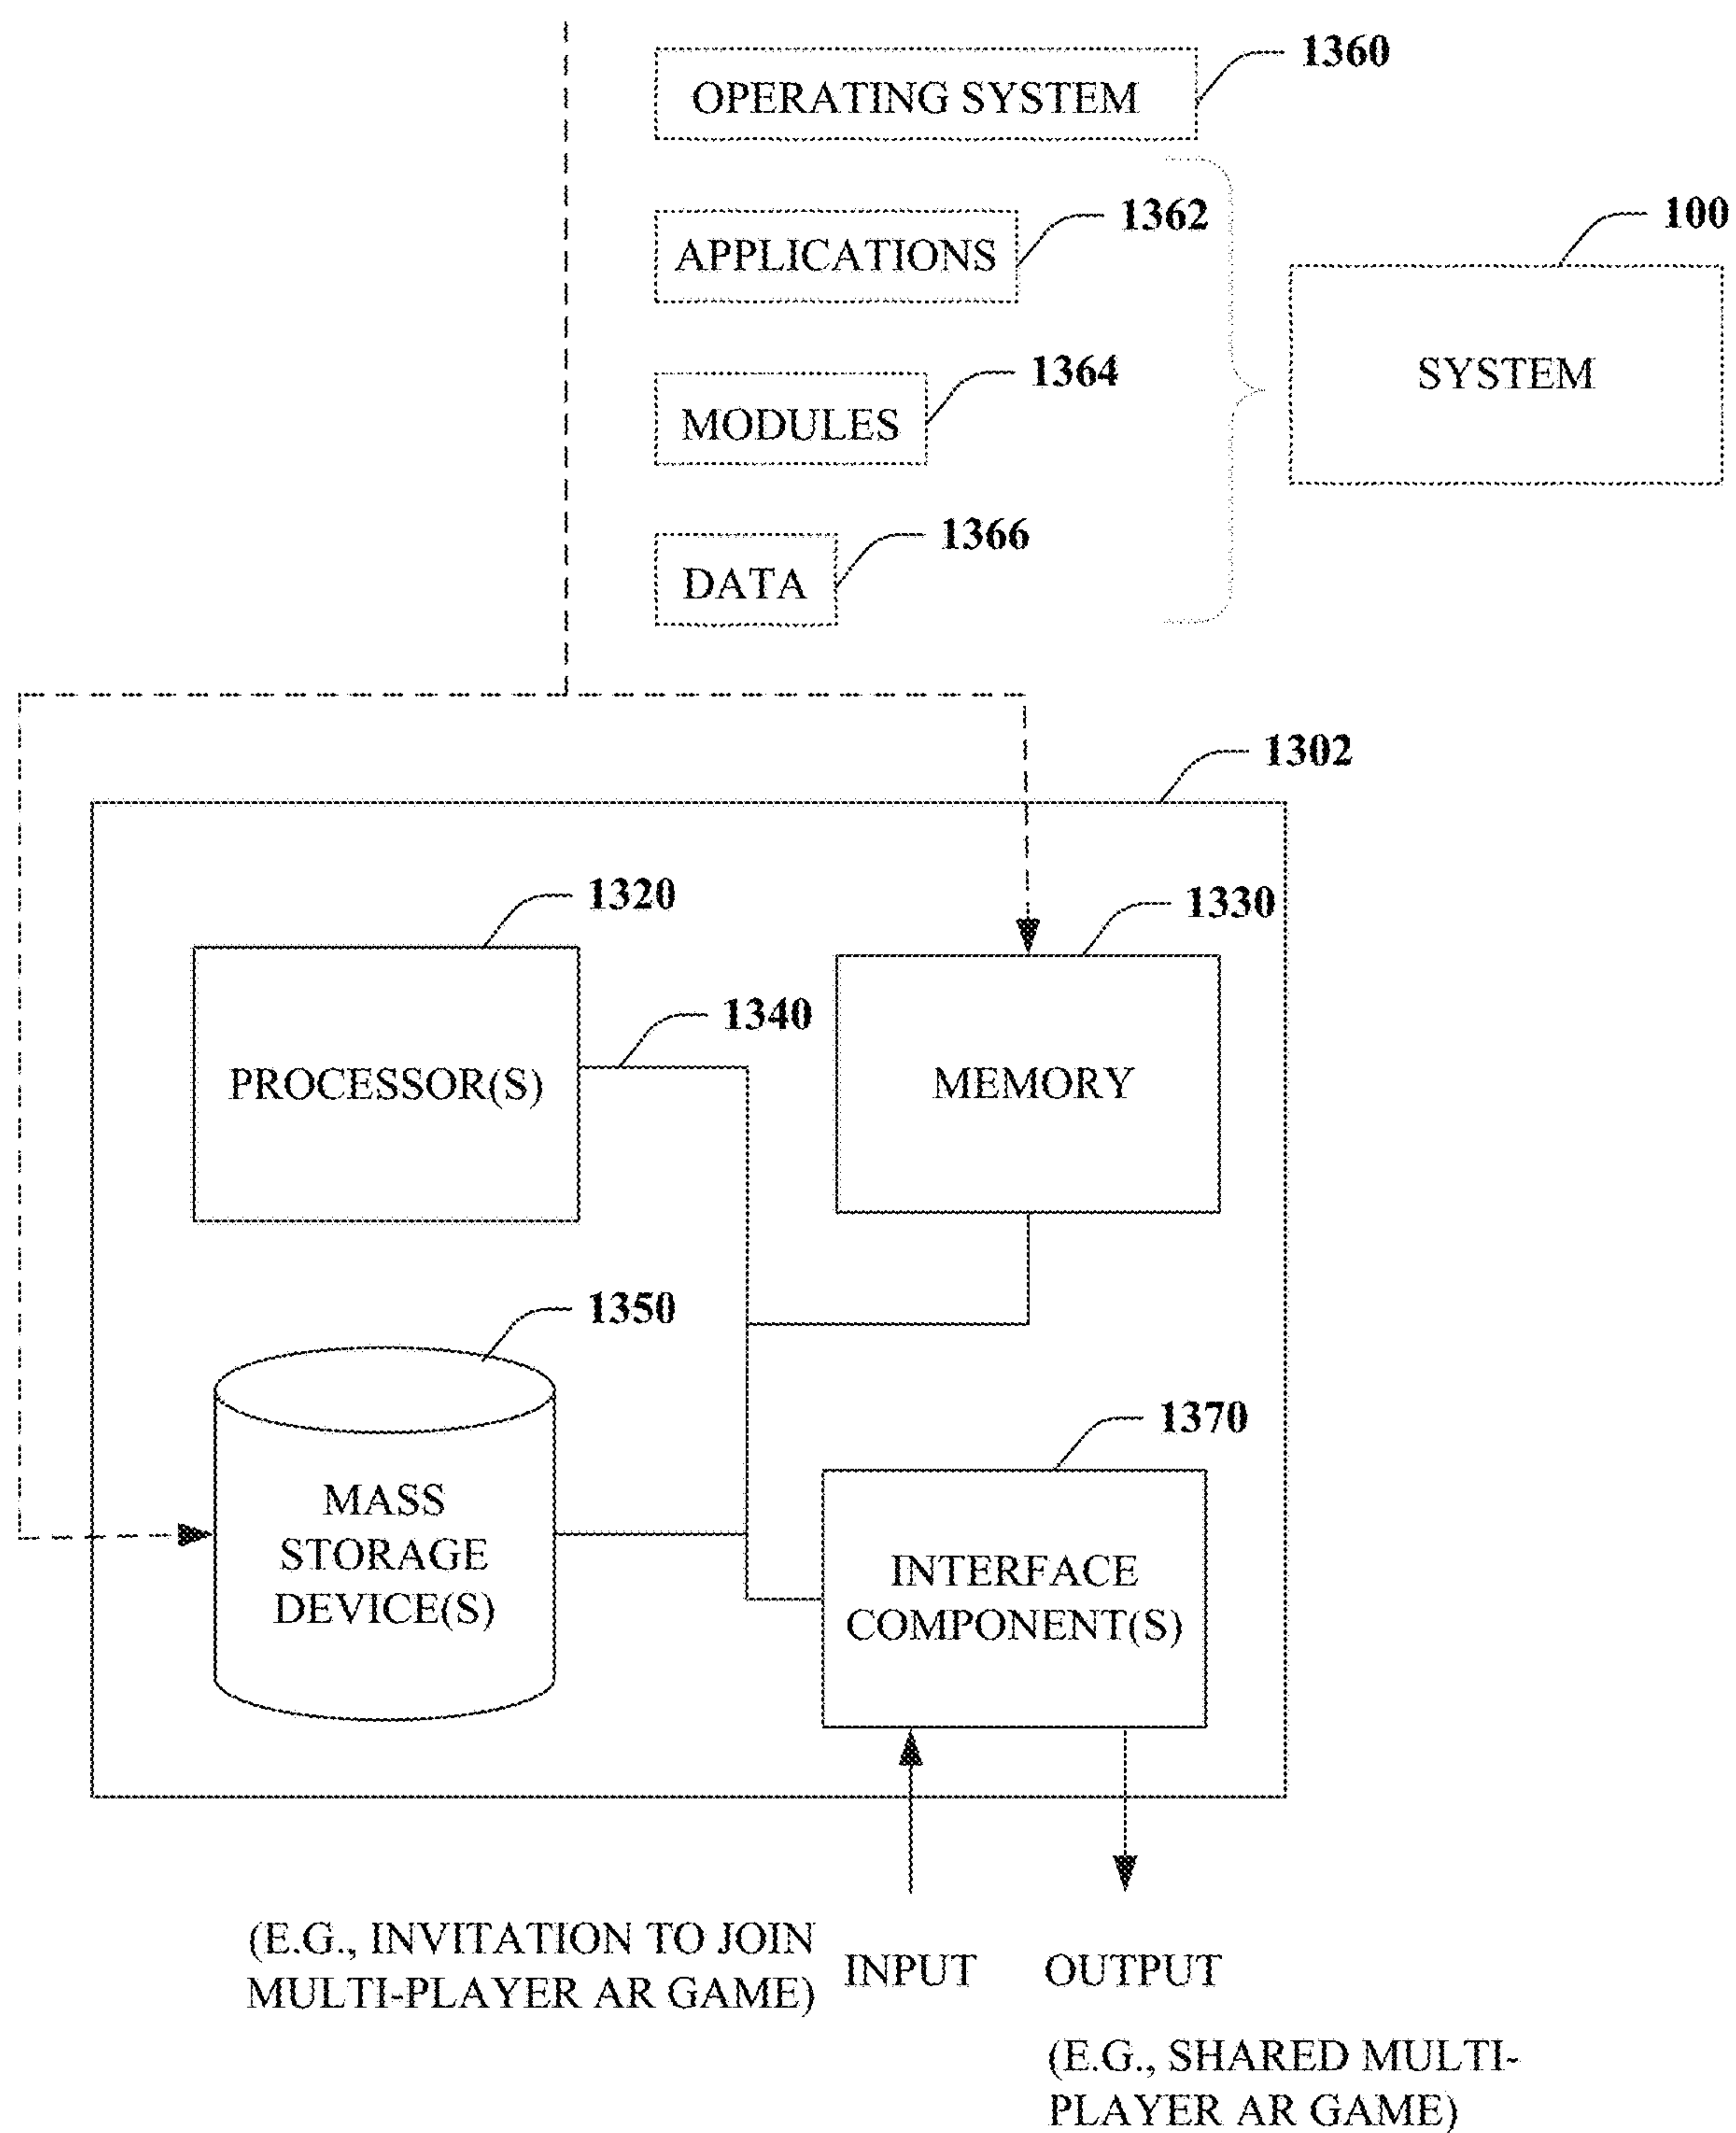 1360
OPERATING SYSTEM
1362
100
APPLICATIONS
1364
SYSTEM
MODULES
1366
DATA
1302
1320
1330
1340
PROCESSOR(S)
MEMORY
1350
1370
MASS
STORAGE
DEVICE(S)
INTERFACE
COMPONENT(S)
(E.G., INVITATION TO JOIN
MULTI-PLAYER AR GAME)
INPUT
OUTPUT
(E.G., SHARED MULTI-
PLAYER AR GAME)